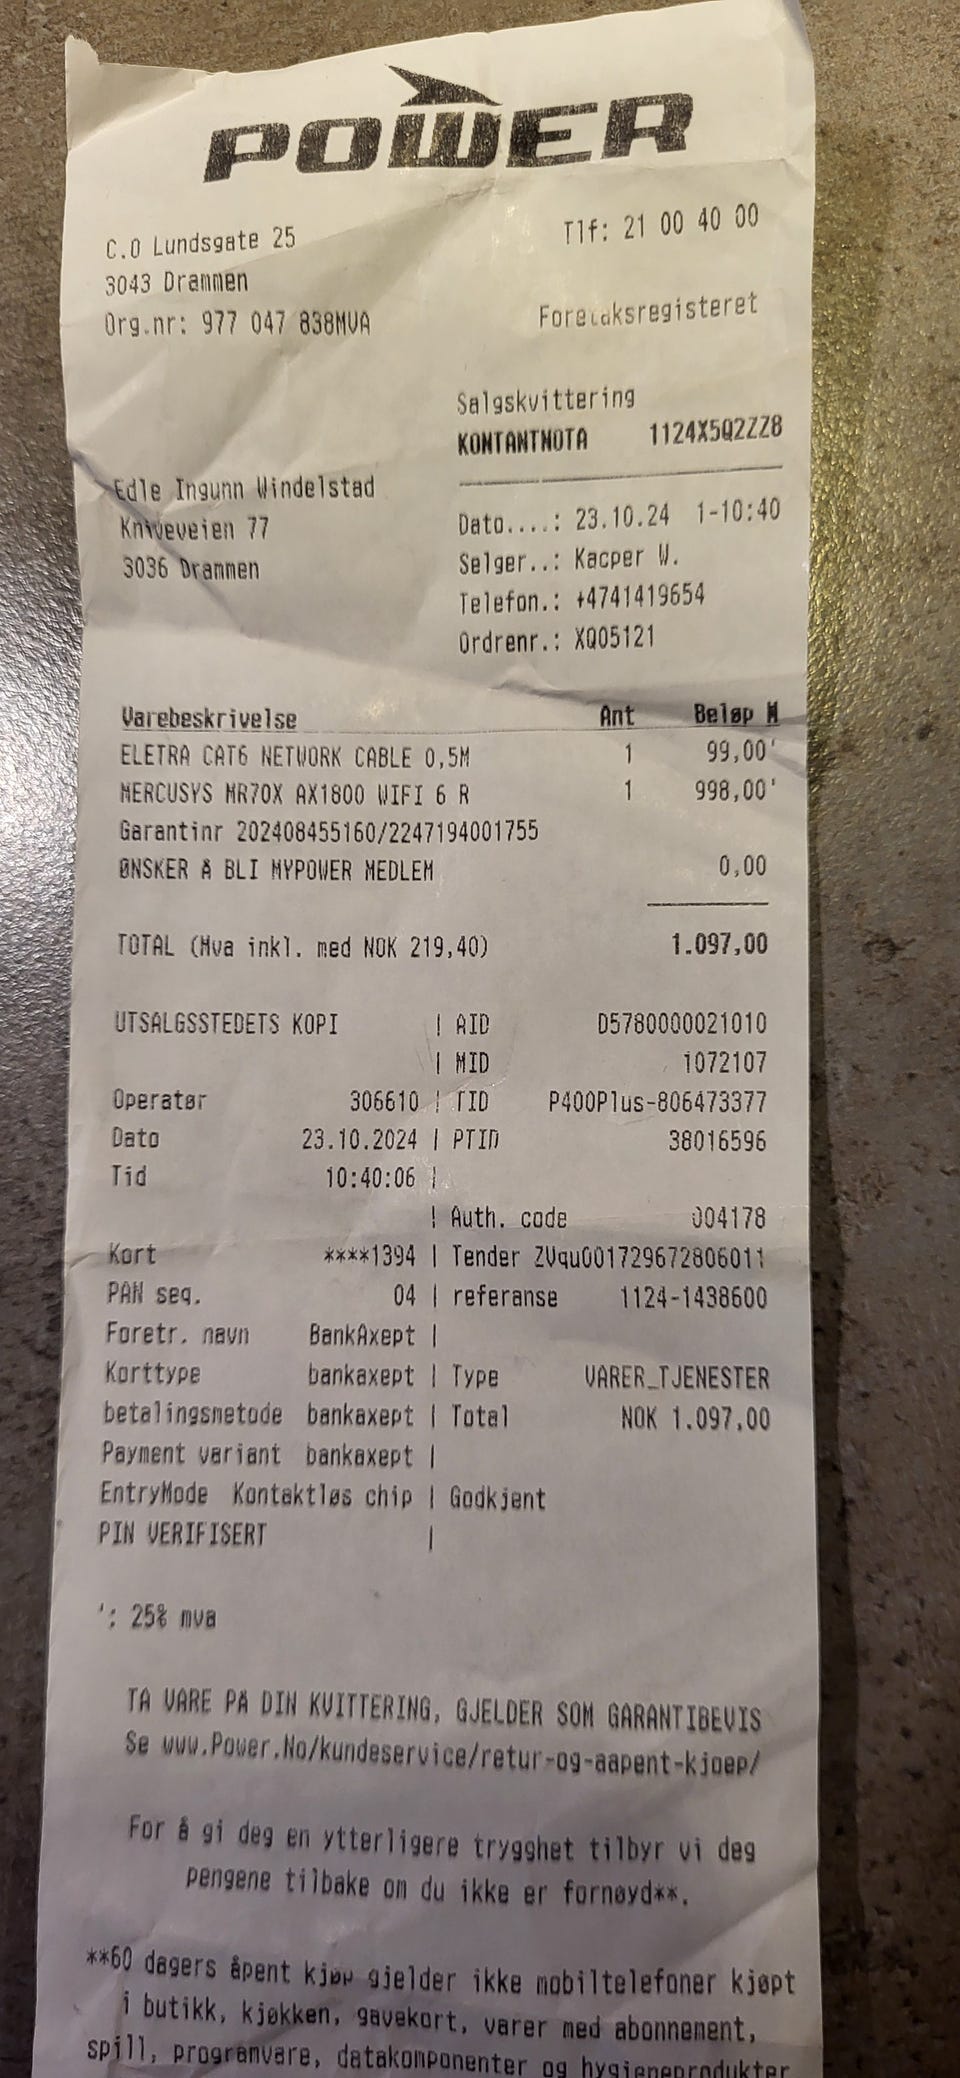 POWER
C.O Lundsgate 25
3043 Drammen
Org.nr: 977 047 838MVA
Tlf: 21 00 40 00
Foretaksregisteret
Salgskvittering
KONTANTNOTA 1124X5Q2ZZ8
Edle Ingunn Windelstad
Kniveveien 77
3036 Drammen
Dato....: 23.10.24 1-10:40
Selger..: Kacper W.
Telefon.: +4741419654
Ordrenr.: XQ05121
Varebeskrivelse Ant Beløp M
ELETRA CAT6 NETWORK CABLE 0,5M 1 99,00'
MERCUSYS MR70X AX1800 WIFI 6 R 1 998,00'
Garantinr 202408455160/2247194001755
ØNSKER Å BLI MYPOWER MEDLEM 0,00
TOTAL (Mva inkl. med NOK 219,40) 1.097,00
UTSALGSSTEDETS KOPI | AID D5780000021010
| MID 1072107
Operatør 306610 | TID P400Plus-806473377
Dato 23.10.2024 | PTID 38016596
Tid 10:40:06 |
| Auth. code 004178
Kort ****1394 | Tender ZVqu001729672806011
PAN seq. 04 | referanse 1124-1438600
Foretr. navn BankAxept |
Korttype bankaxept | Type VARER_TJENESTER
betalingsmetode bankaxept | Total NOK 1.097,00
Payment variant bankaxept |
EntryMode Kontaktløs chip | Godkjent
PIN VERIFISERT |
': 25% mva
TA VARE PÅ DIN KVITTERING, GJELDER SOM GARANTIBEVIS
Se www.Power.No/kundeservice/retur-og-aapent-kjoep/
For å gi deg en ytterligere trygghet tilbyr vi deg
pengene tilbake om du ikke er fornøyd**.
**60 dagers åpent kjøp gjelder ikke mobiltelefoner kjøpt
i butikk, kjøkken, gavekort, varer med abonnement,
spill, programvare, datakomponenter og hygieneprodukter